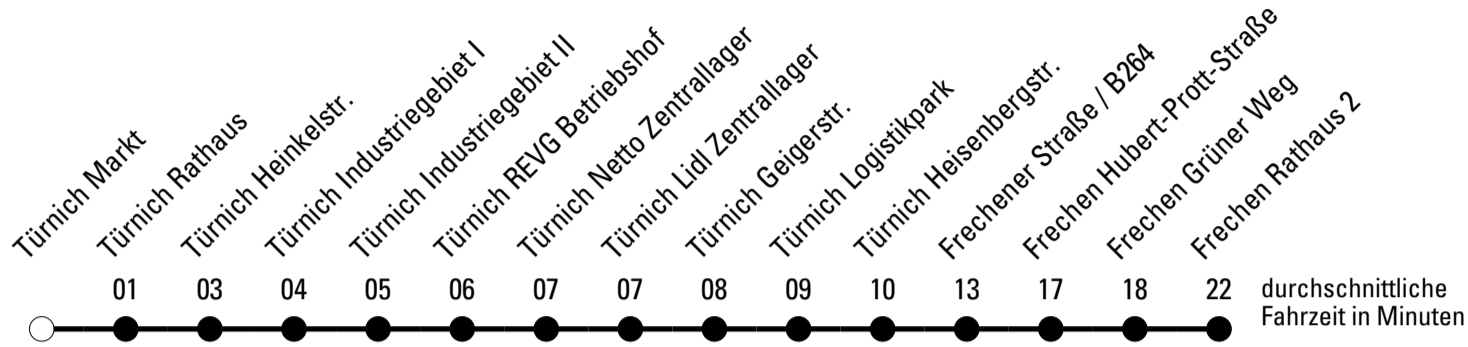 Türnich Markt
Türnich Rathaus
Türnich Heinkelstr.
Türnich Industriegebiet I
Türnich Industriegebiet II
Türnich REVG Betriebshof
Türnich Netto Zentrallager
Türnich Lidl Zentrallager
Türnich Geigerstr.
Türnich Logistikpark
Türnich Heisenbergstr.
Frechener Straße / B264
Frechen Hubert-Prott-Straße
Frechen Grüner Weg
Frechen Rathaus 2
01 03 04 05 06 07 07 08 09 10 13 17 18 22
durchschnittliche
Fahrzeit in Minuten